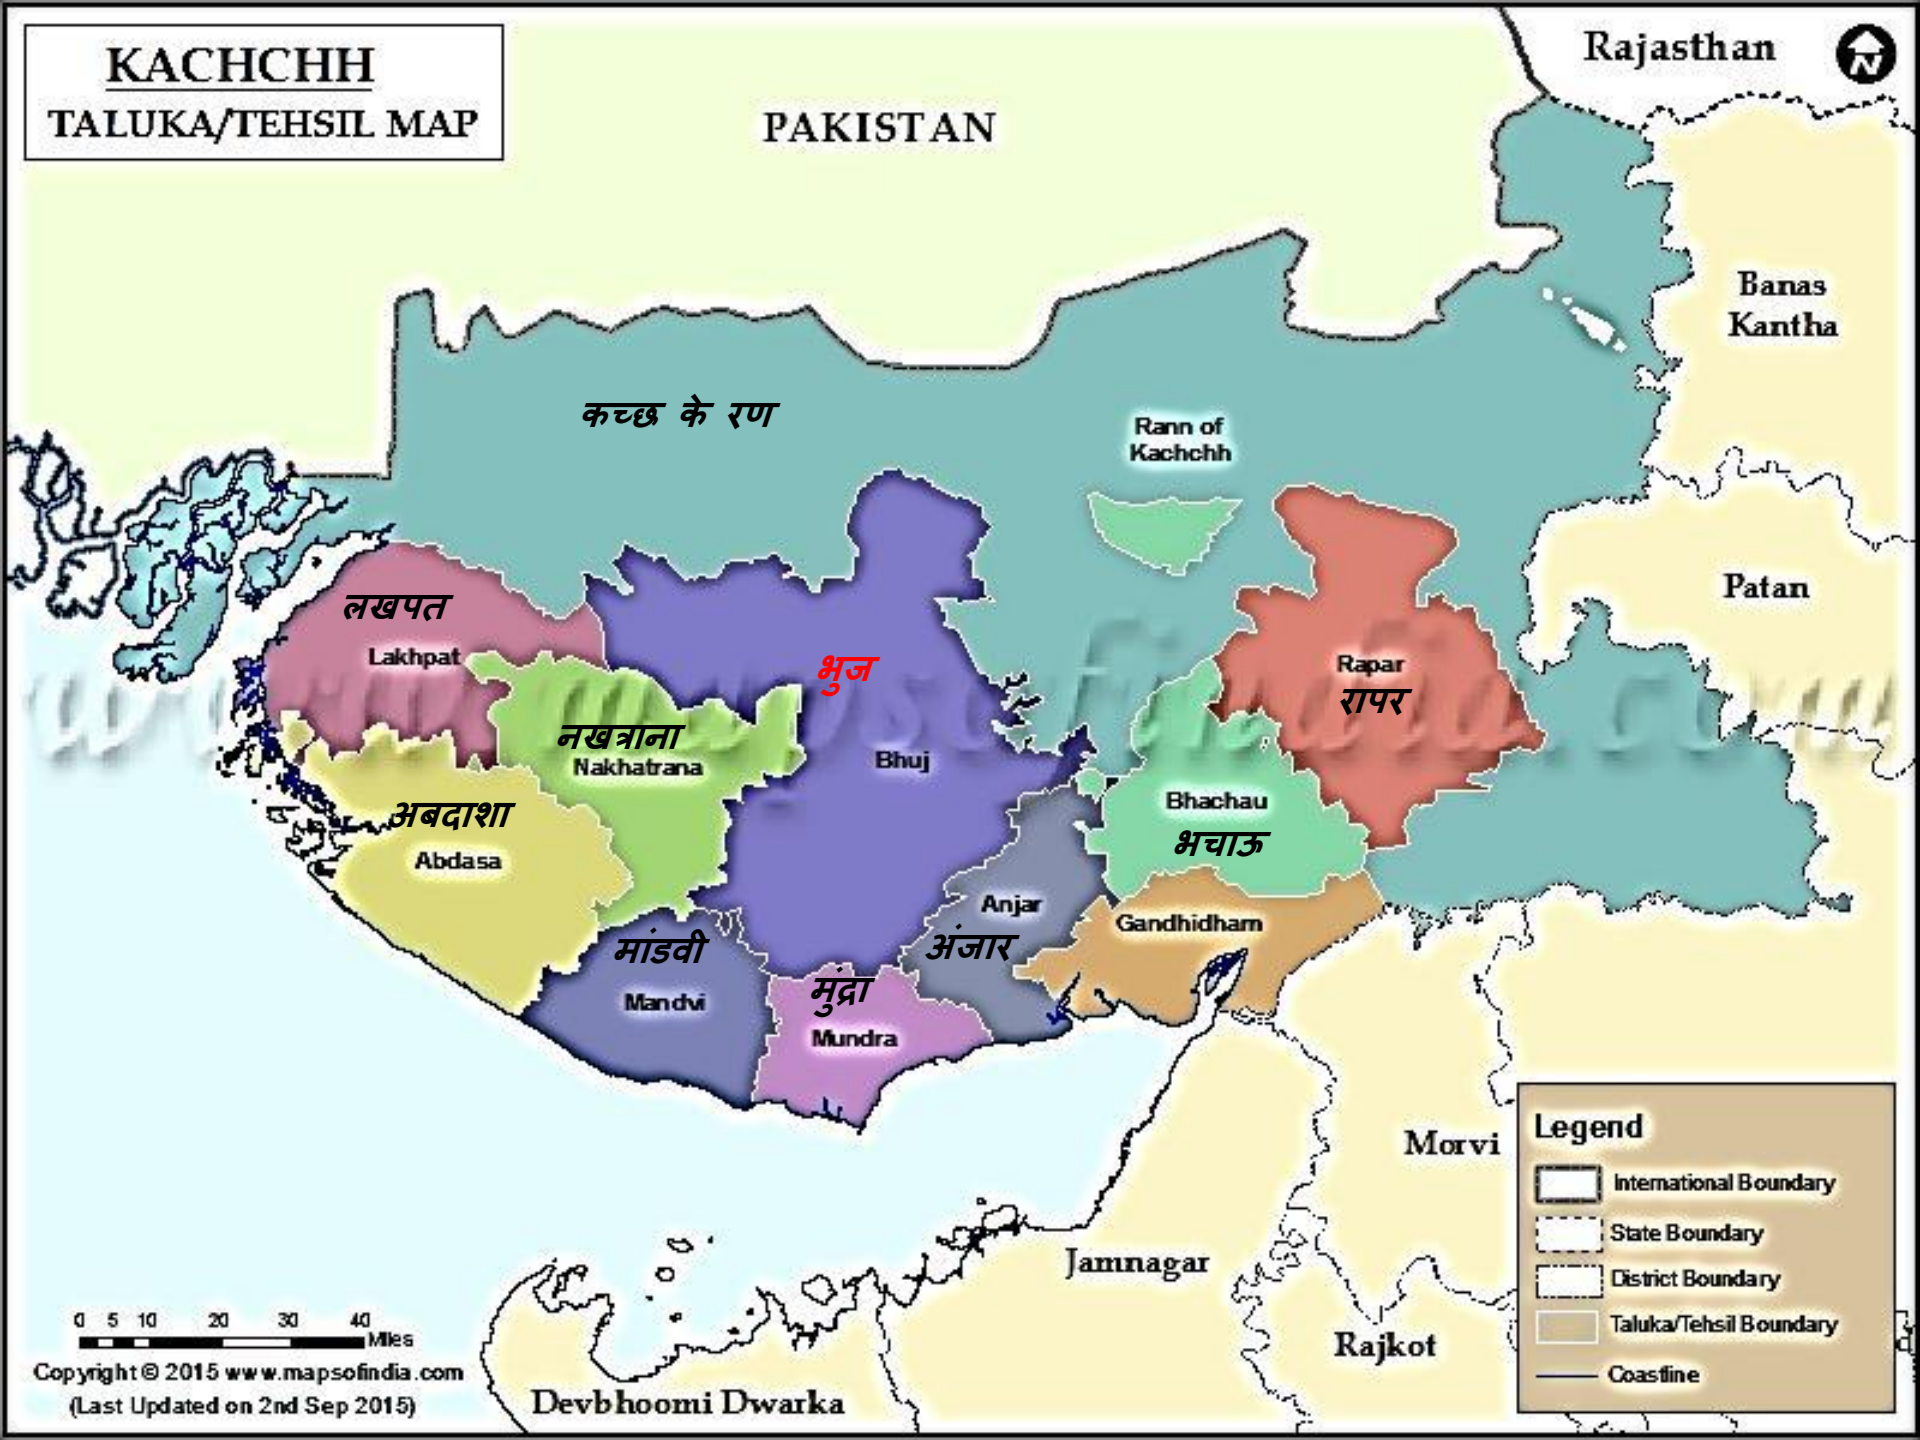 KACHCHH
TALUKA/TEHSIL MAP
Rajasthan
N
PAKISTAN
Banas
Kantha
कच्छ के रण
Rann of
Kachchh
Patan
लखपत
Lakhpat
भुज
Rapar
रापर
www.mapsofindia.com
नखत्राना
Nakhatrana
Bhuj
अबदाशा
Abdasa
Bhachau
भचाऊ
Anjar
अंजार
Gandhidham
मांडवी
Mandvi
मुंद्रा
Mundra
Morvi
Jamnagar
Rajkot
Devbhoomi Dwarka
Legend
International Boundary
State Boundary
District Boundary
Taluka/Tehsil Boundary
Coastline
0 5 10 20 30 40
Miles
Copyright © 2015 www.mapsofindia.com
(Last Updated on 2nd Sep 2015)